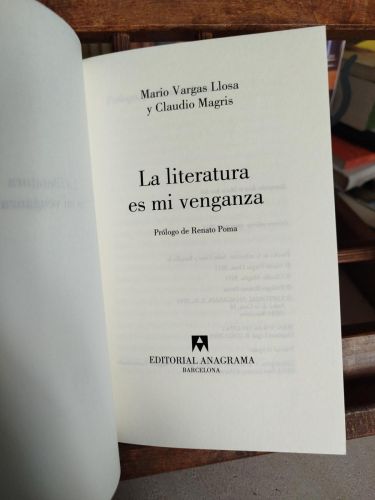 Mario Vargas Llosa
y Claudio Magris
La literatura
es mi venganza
Prólogo de Renato Poma
EDITORIAL ANAGRAMA
BARCELONA